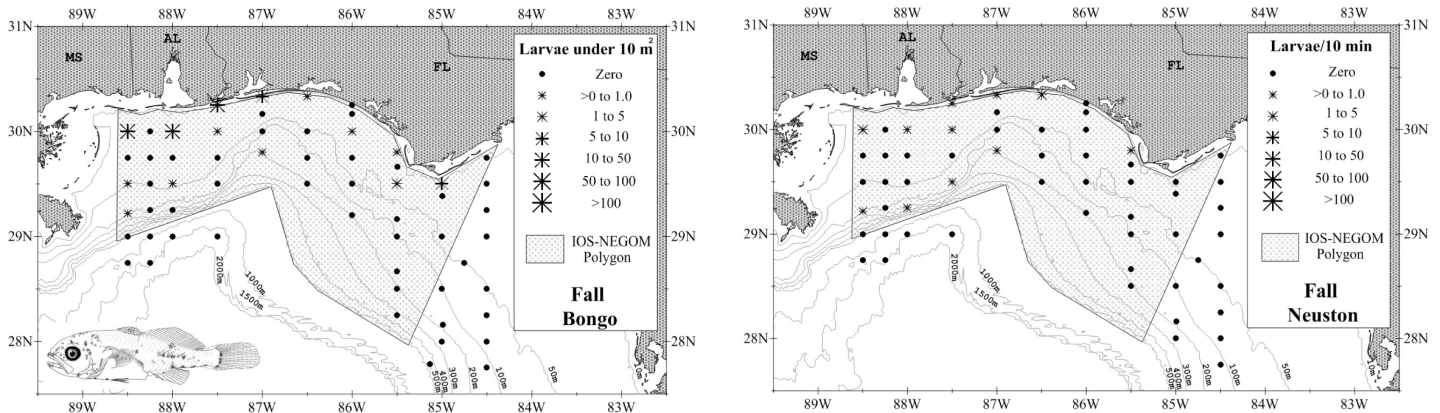 89W 88W 87W 86W 85W 84W 83W
31N 31N
30N 30N
29N 29N
28N 28N
89W 88W 87W 86W 85W 84W 83W
MS
AL
FL
Larvae under 10 m²
Zero
>0 to 1.0
1 to 5
5 to 10
10 to 50
50 to 100
>100
IOS-NEGOM
Polygon
Fall
Bongo
2000m
1000m
1500m
500m
400m
300m
200m
100m
50m
89W 88W 87W 86W 85W 84W 83W
31N 31N
30N 30N
29N 29N
28N 28N
89W 88W 87W 86W 85W 84W 83W
MS
AL
FL
Larvae/10 min
Zero
>0 to 1.0
1 to 5
5 to 10
10 to 50
50 to 100
>100
IOS-NEGOM
Polygon
Fall
Neuston
2000m
1000m
1500m
500m
400m
300m
200m
100m
50m